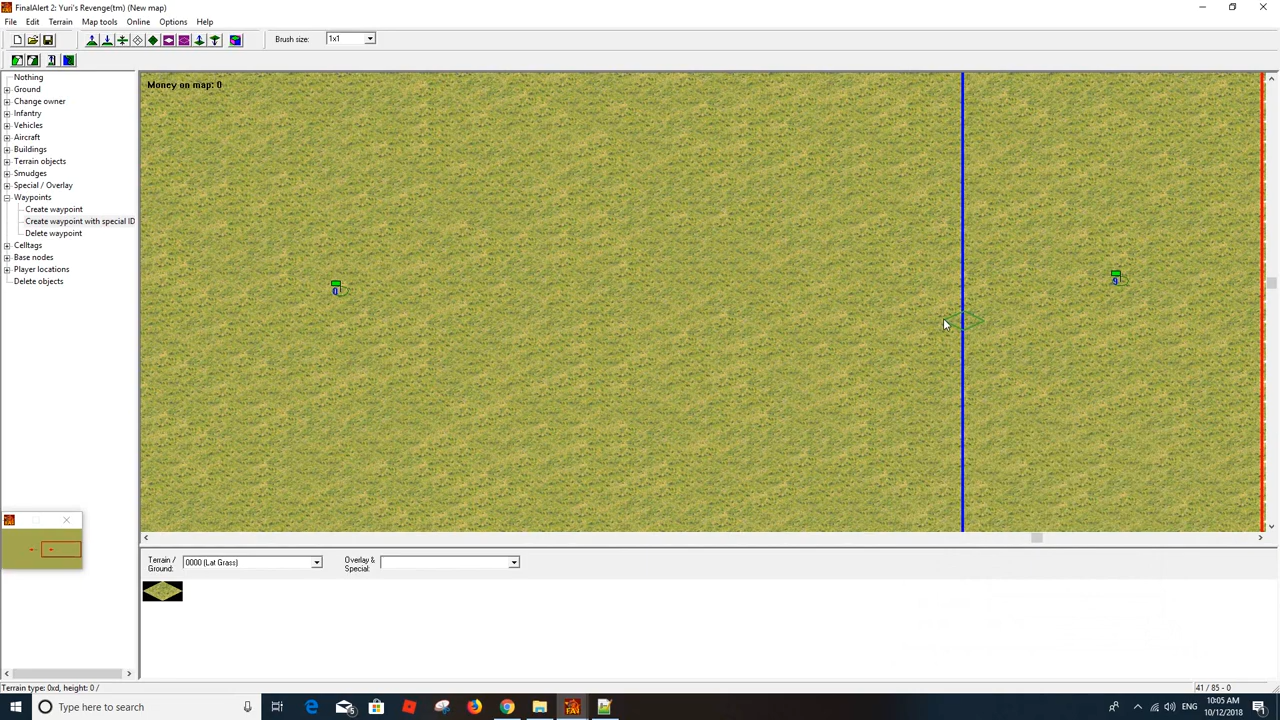 FinalAlert 2: Yuri's Revenge(tm) (New map)
File Edit Terrain Map tools Online Options Help
Brush size: 1x1
Nothing
Ground
Change owner
Infantry
Vehicles
Aircraft
Buildings
Terrain objects
Smudges
Special / Overlay
Waypoints
Create waypoint
Create waypoint with special ID
Delete waypoint
Celltags
Base nodes
Player locations
Delete objects
Money on map: 0
0
9
Terrain / Ground: 0000 (Lat Grass)
Overlay & Special:
Terrain type: 0xd, height: 0 /
41 / 85 - 0
Type here to search
5
ENG
10:05 AM
10/12/2018
1